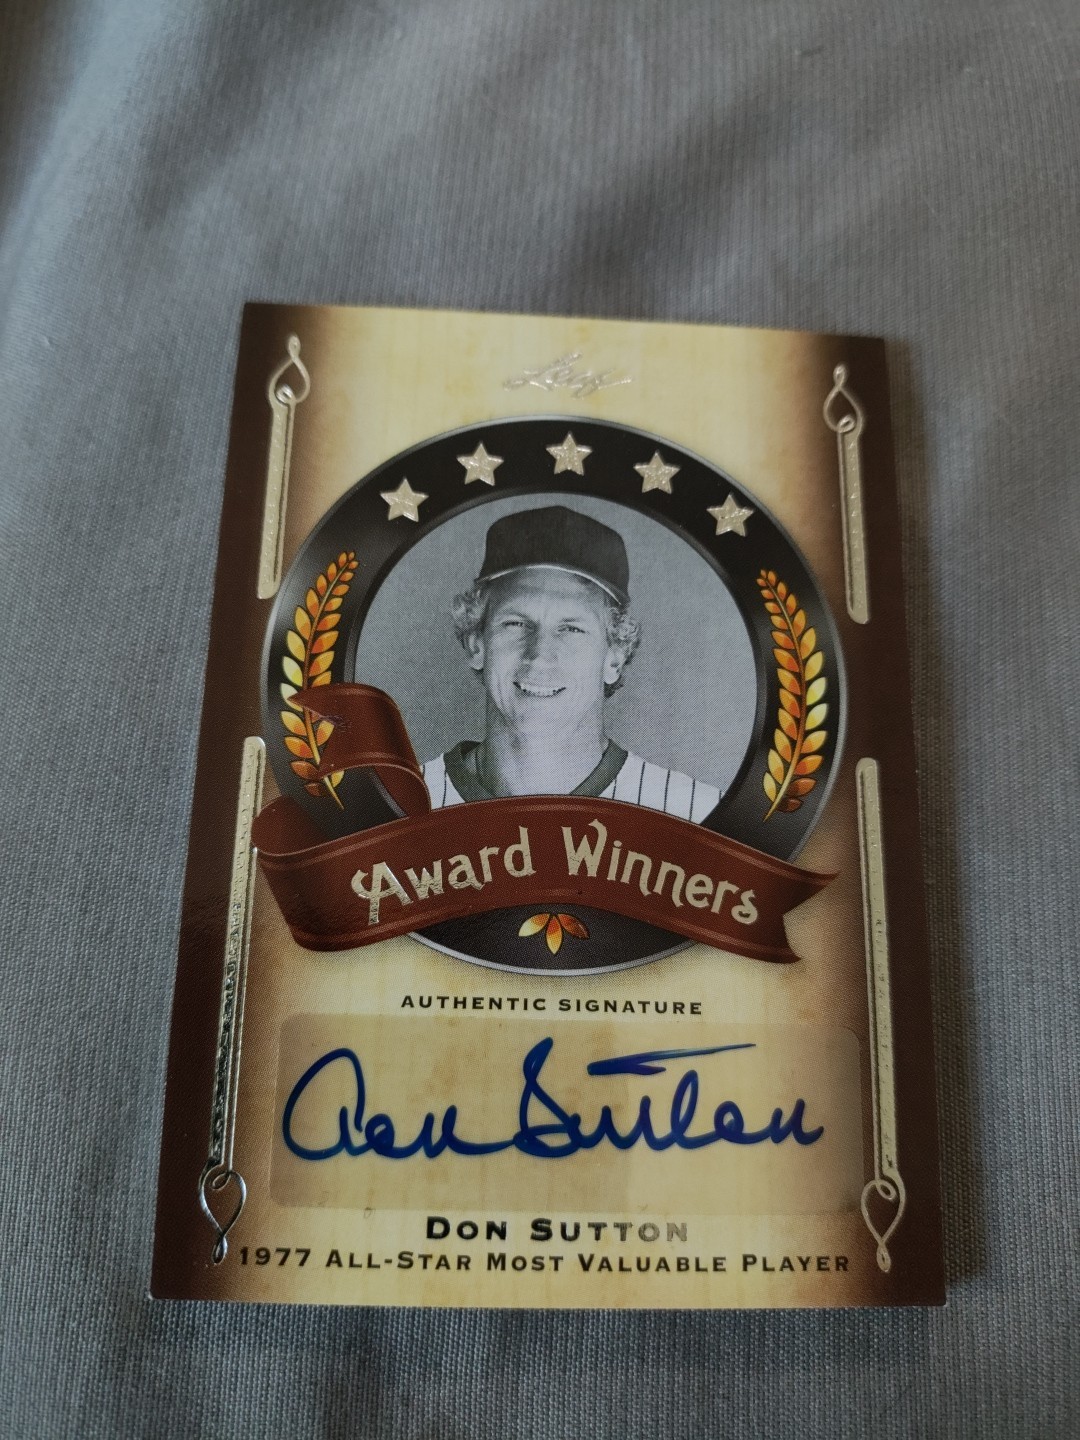 Leaf
Award Winners
AUTHENTIC SIGNATURE
Don Sutton
DON SUTTON
1977 ALL-STAR MOST VALUABLE PLAYER